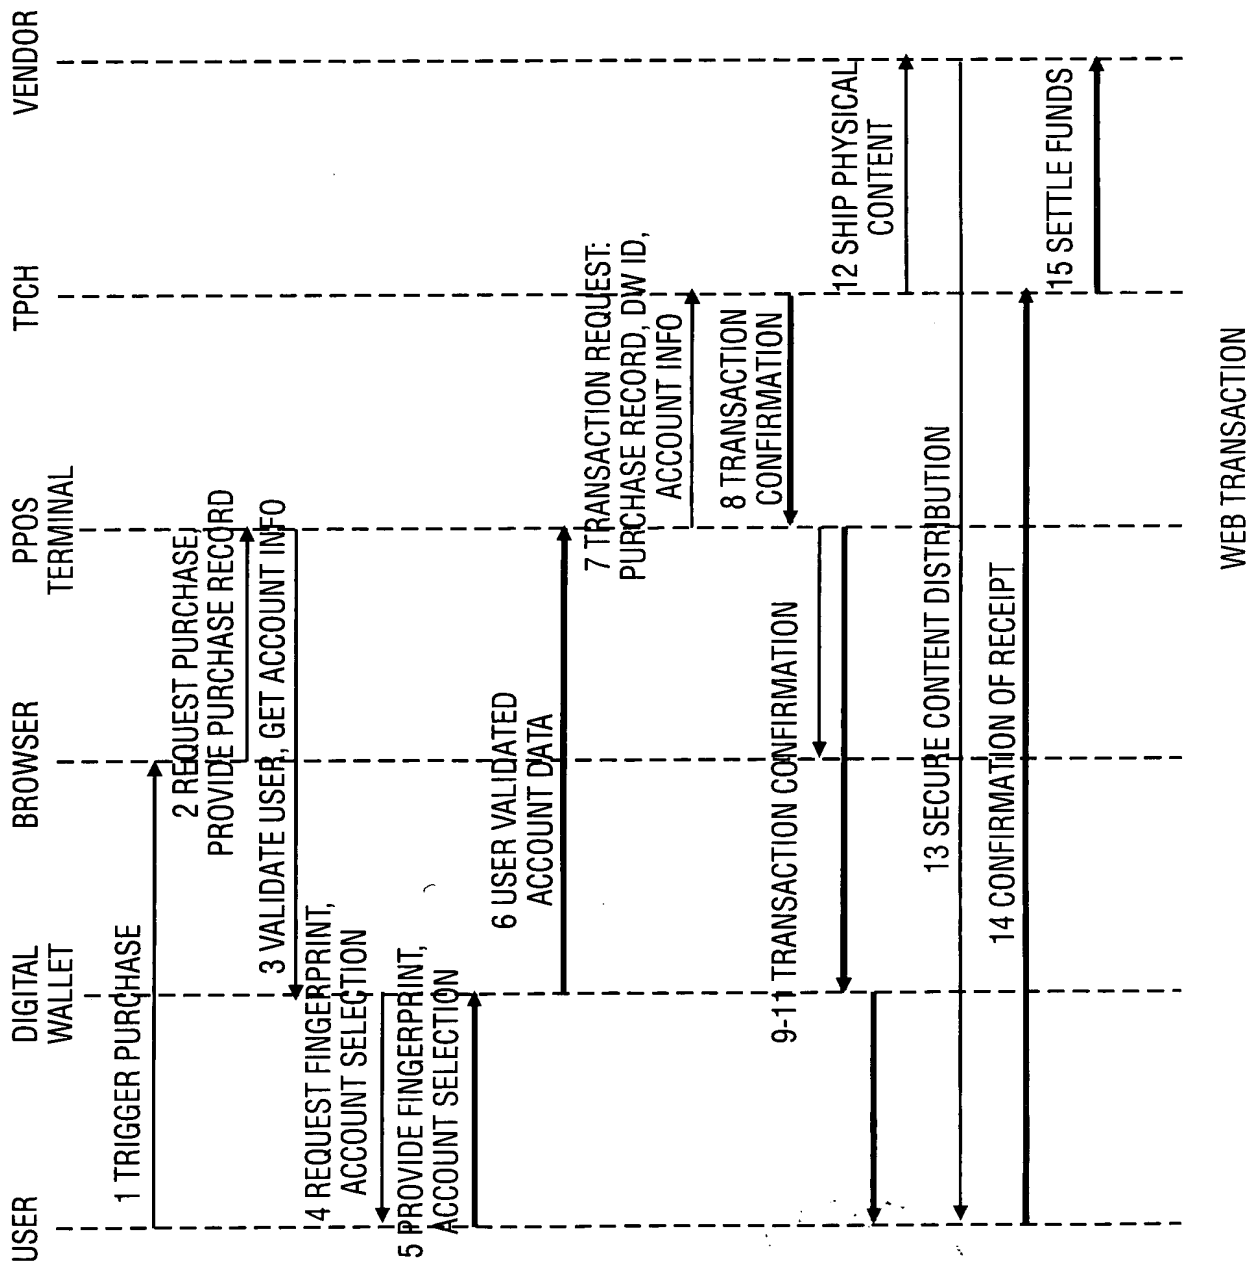 USER
DIGITAL
WALLET
BROWSER
PPOS
TERMINAL
TPCH
VENDOR
1 TRIGGER PURCHASE
2 REQUEST PURCHASE,
PROVIDE PURCHASE RECORD
3 VALIDATE USER, GET ACCOUNT INFO
4 REQUEST FINGERPRINT,
ACCOUNT SELECTION
5 PROVIDE FINGERPRINT,
ACCOUNT SELECTION
6 USER VALIDATED
ACCOUNT DATA
7 TRANSACTION REQUEST:
PURCHASE RECORD, DW ID,
ACCOUNT INFO
8 TRANSACTION
CONFIRMATION
9-11 TRANSACTION CONFIRMATION
12 SHIP PHYSICAL
CONTENT
13 SECURE CONTENT DISTRIBUTION
14 CONFIRMATION OF RECEIPT
15 SETTLE FUNDS
WEB TRANSACTION